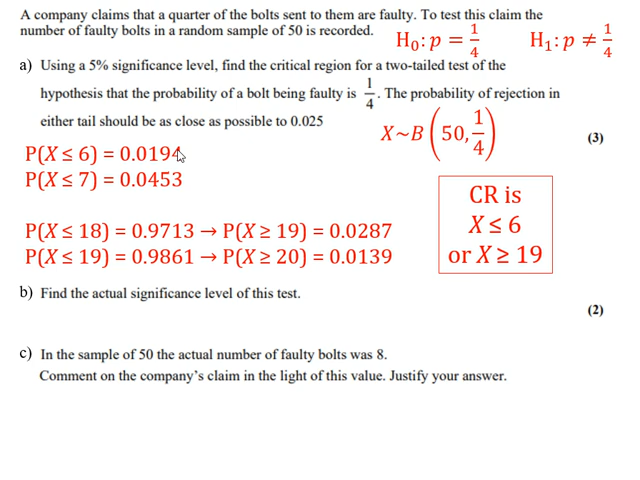 A company claims that a quarter of the bolts sent to them are faulty. To test this claim the
number of faulty bolts in a random sample of 50 is recorded.
H₀: p = 1/4 H₁: p ≠ 1/4
a) Using a 5% significance level, find the critical region for a two-tailed test of the
hypothesis that the probability of a bolt being faulty is 1/4. The probability of rejection in
either tail should be as close as possible to 0.025
X~B(50, 1/4)
(3)
P(X ≤ 6) = 0.0194
P(X ≤ 7) = 0.0453
P(X ≤ 18) = 0.9713 → P(X ≥ 19) = 0.0287
P(X ≤ 19) = 0.9861 → P(X ≥ 20) = 0.0139
CR is
X ≤ 6
or X ≥ 19
b) Find the actual significance level of this test.
(2)
c) In the sample of 50 the actual number of faulty bolts was 8.
Comment on the company's claim in the light of this value. Justify your answer.